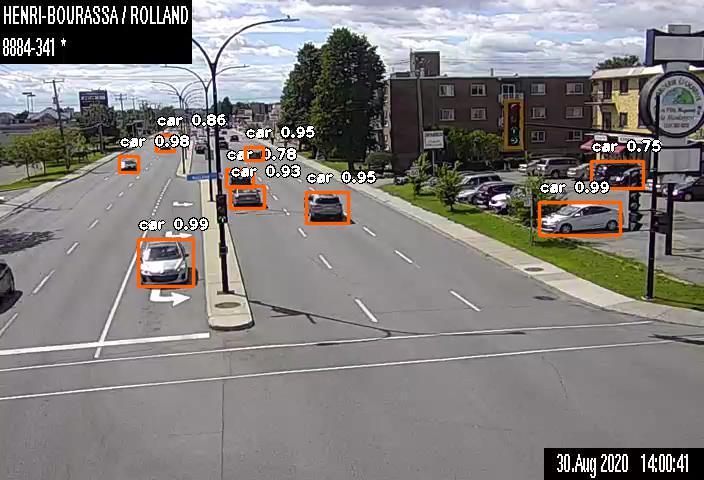 HENRI-BOURASSA / ROLLAND
8884-341 *
car 0.86
car 0.98
car 0.95
car 0.78
car 0.93
car 0.95
car 0.75
car 0.99
car 0.99
30.Aug 2020 14:00:41